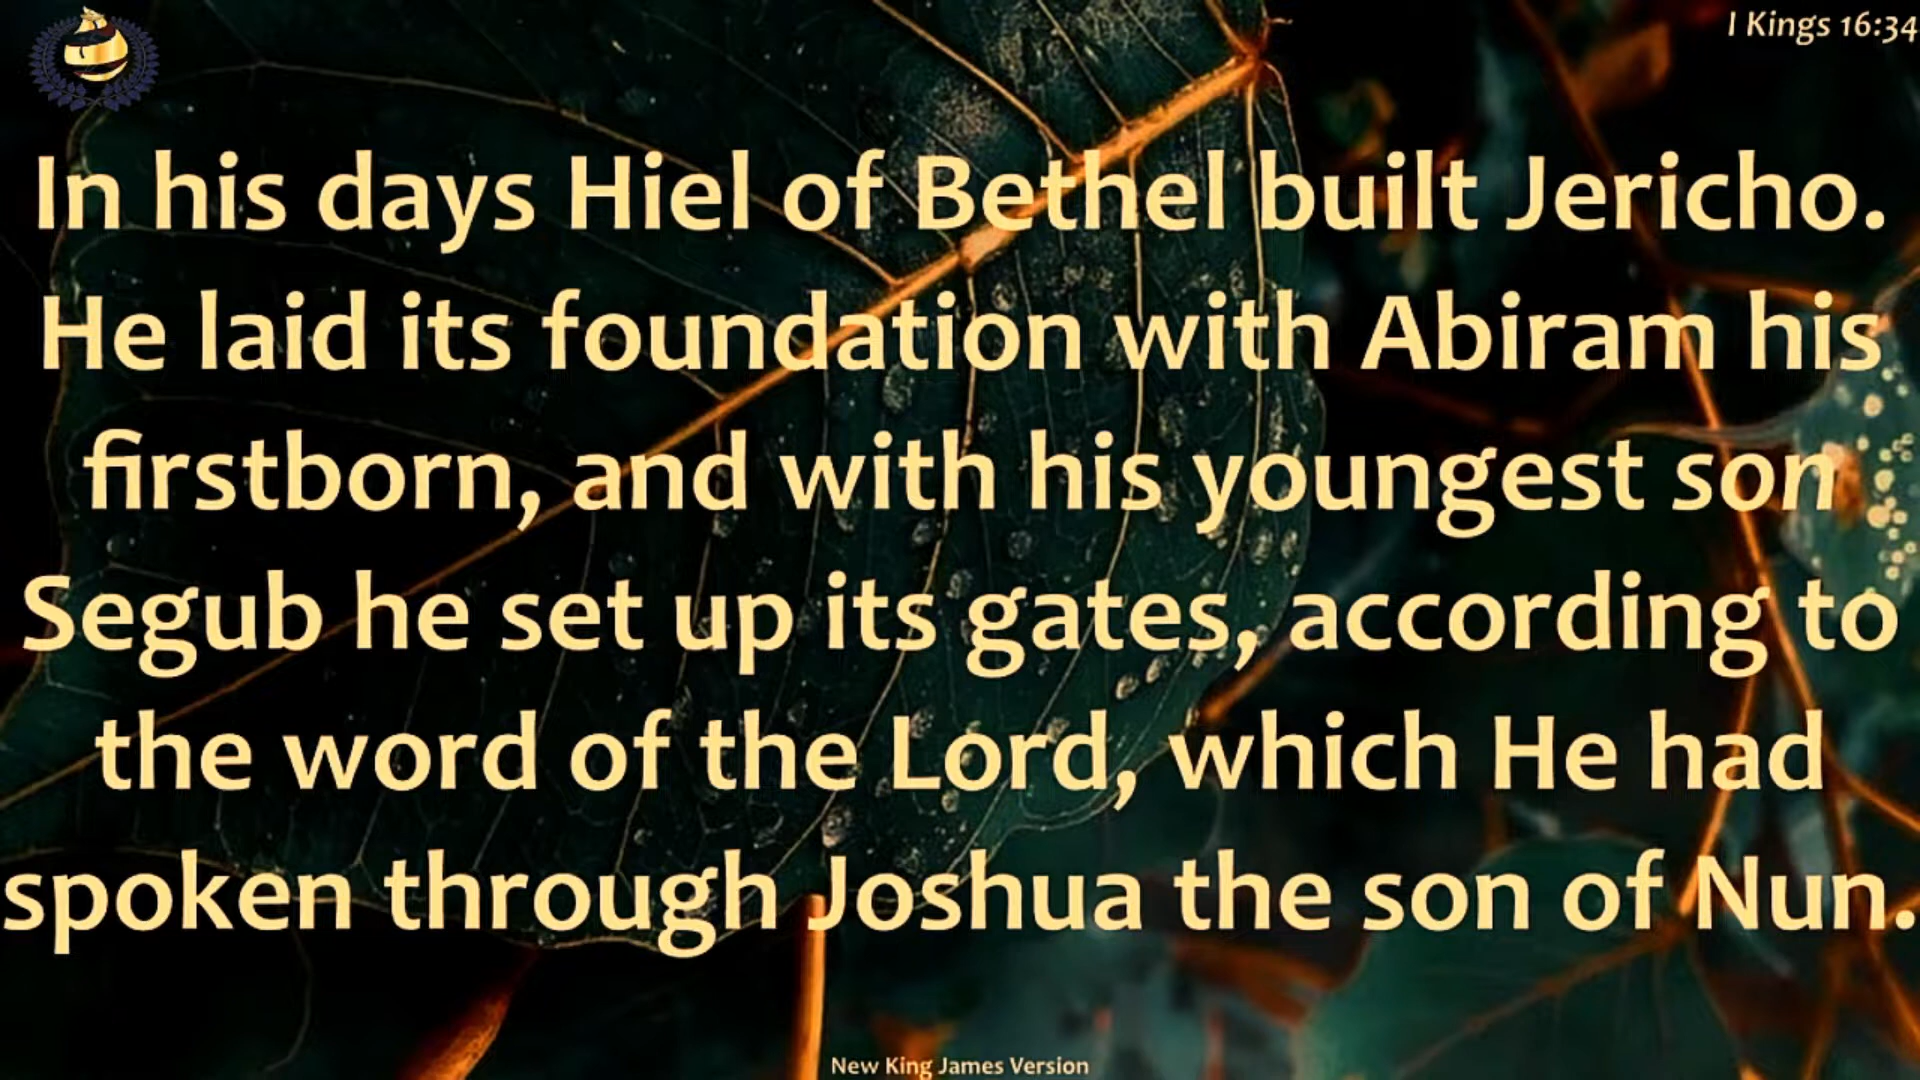 I Kings 16:34
In his days Hiel of Bethel built Jericho.
He laid its foundation with Abiram his
firstborn, and with his youngest son
Segub he set up its gates, according to
the word of the Lord, which He had
spoken through Joshua the son of Nun.
New King James Version